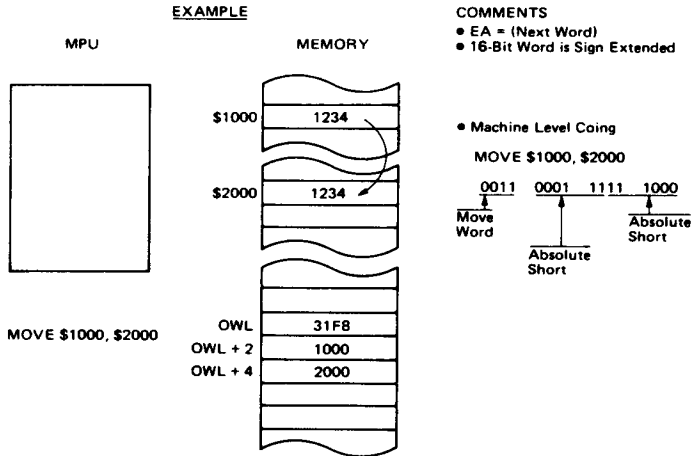 EXAMPLE
MPU
MEMORY
$1000 1234
$2000 1234
MOVE $1000, $2000
OWL 31F8
OWL + 2 1000
OWL + 4 2000
COMMENTS
• EA = (Next Word)
• 16-Bit Word is Sign Extended
• Machine Level Coing
MOVE $1000, $2000
0011 0001 1111 1000
Move
Word
Absolute
Short
Absolute
Short